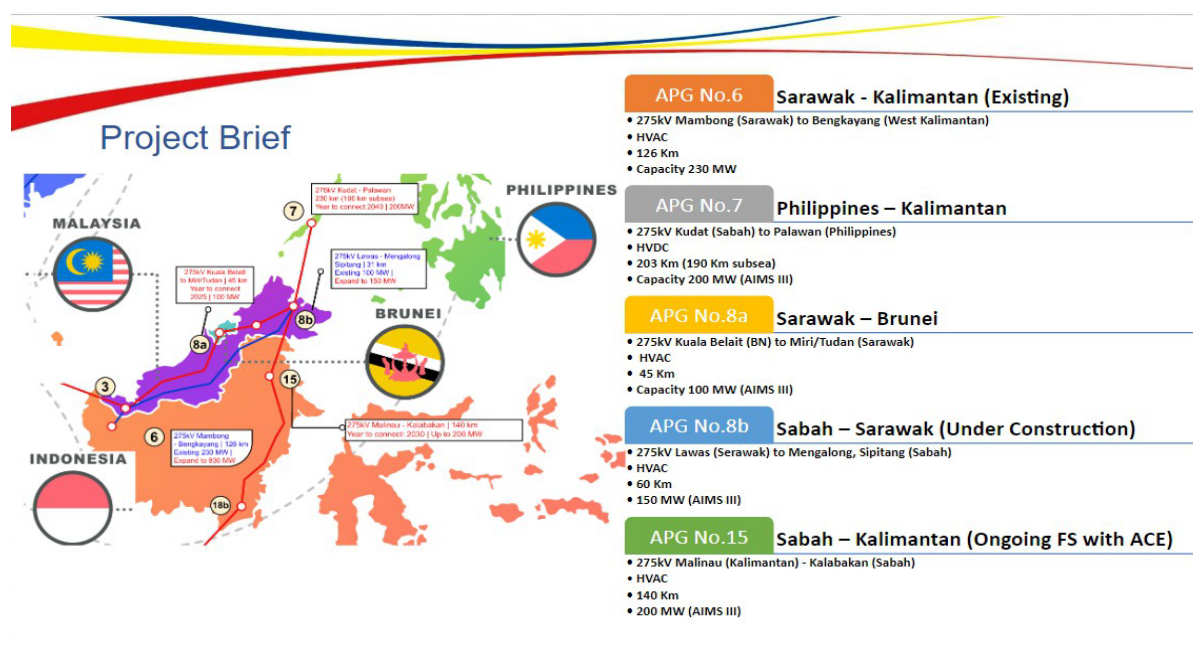 Project Brief
MALAYSIA
PHILIPPINES
BRUNEI
INDONESIA
7
275kV Kudat - Palawan
230 km (190 km subsea)
Year to connect 2043 | 200MW
275kV Lawas - Mengalong
Sipitang | 31 km
Existing 100 MW |
Expand to 150 MW
275kV Kuala Belait
to Miri/Tudan | 45 km
Year to connect
2025 | 100 MW
8b
8a
3
15
6
275kV Mambong
- Bengkayang | 128 km
Existing 230 MW |
Expand to 830 MW
275kV Malinau - Kalabakan | 140 km
Year to connect: 2030 | Up to 200 MW
18b
APG No.6
Sarawak - Kalimantan (Existing)
• 275kV Mambong (Sarawak) to Bengkayang (West Kalimantan)
• HVAC
• 126 Km
• Capacity 230 MW
APG No.7
Philippines – Kalimantan
• 275kV Kudat (Sabah) to Palawan (Philippines)
• HVDC
• 203 Km (190 Km subsea)
• Capacity 200 MW (AIMS III)
APG No.8a
Sarawak – Brunei
• 275kV Kuala Belait (BN) to Miri/Tudan (Sarawak)
• HVAC
• 45 Km
• Capacity 100 MW (AIMS III)
APG No.8b
Sabah – Sarawak (Under Construction)
• 275kV Lawas (Serawak) to Mengalong, Sipitang (Sabah)
• HVAC
• 60 Km
• 150 MW (AIMS III)
APG No.15
Sabah – Kalimantan (Ongoing FS with ACE)
• 275kV Malinau (Kalimantan) - Kalabakan (Sabah)
• HVAC
• 140 Km
• 200 MW (AIMS III)